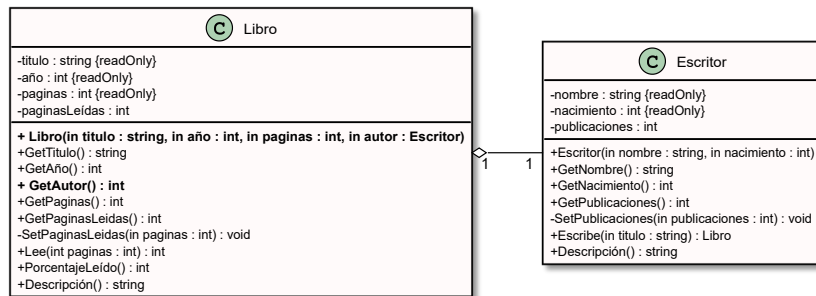 C Libro
-titulo : string {readOnly}
-año : int {readOnly}
-paginas : int {readOnly}
-paginasLeídas : int
+ Libro(in titulo : string, in año : int, in paginas : int, in autor : Escritor)
+GetTitulo() : string
+GetAño() : int
+ GetAutor() : int
+GetPaginas() : int
+GetPaginasLeidas() : int
-SetPaginasLeidas(in paginas : int) : void
+Lee(int paginas : int) : int
+PorcentajeLeído() : int
+Descripción() : string
1 1
C Escritor
-nombre : string {readOnly}
-nacimiento : int {readOnly}
-publicaciones : int
+Escritor(in nombre : string, in nacimiento : int)
+GetNombre() : string
+GetNacimiento() : int
+GetPublicaciones() : int
-SetPublicaciones(in publicaciones : int) : void
+Escribe(in titulo : string) : Libro
+Descripción() : string